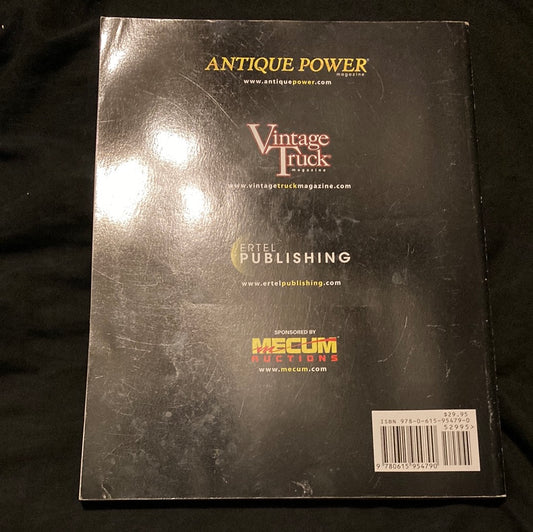 ANTIQUE POWER
magazine
www.antiquepower.com
Vintage
Truck
magazine
www.vintagetruckmagazine.com
ERTEL
PUBLISHING
www.ertelpublishing.com
SPONSORED BY
MECUM
AUCTIONS
www.mecum.com
$29.95
ISBN 978-0-615-95479-0
52995>
9 780615 954790